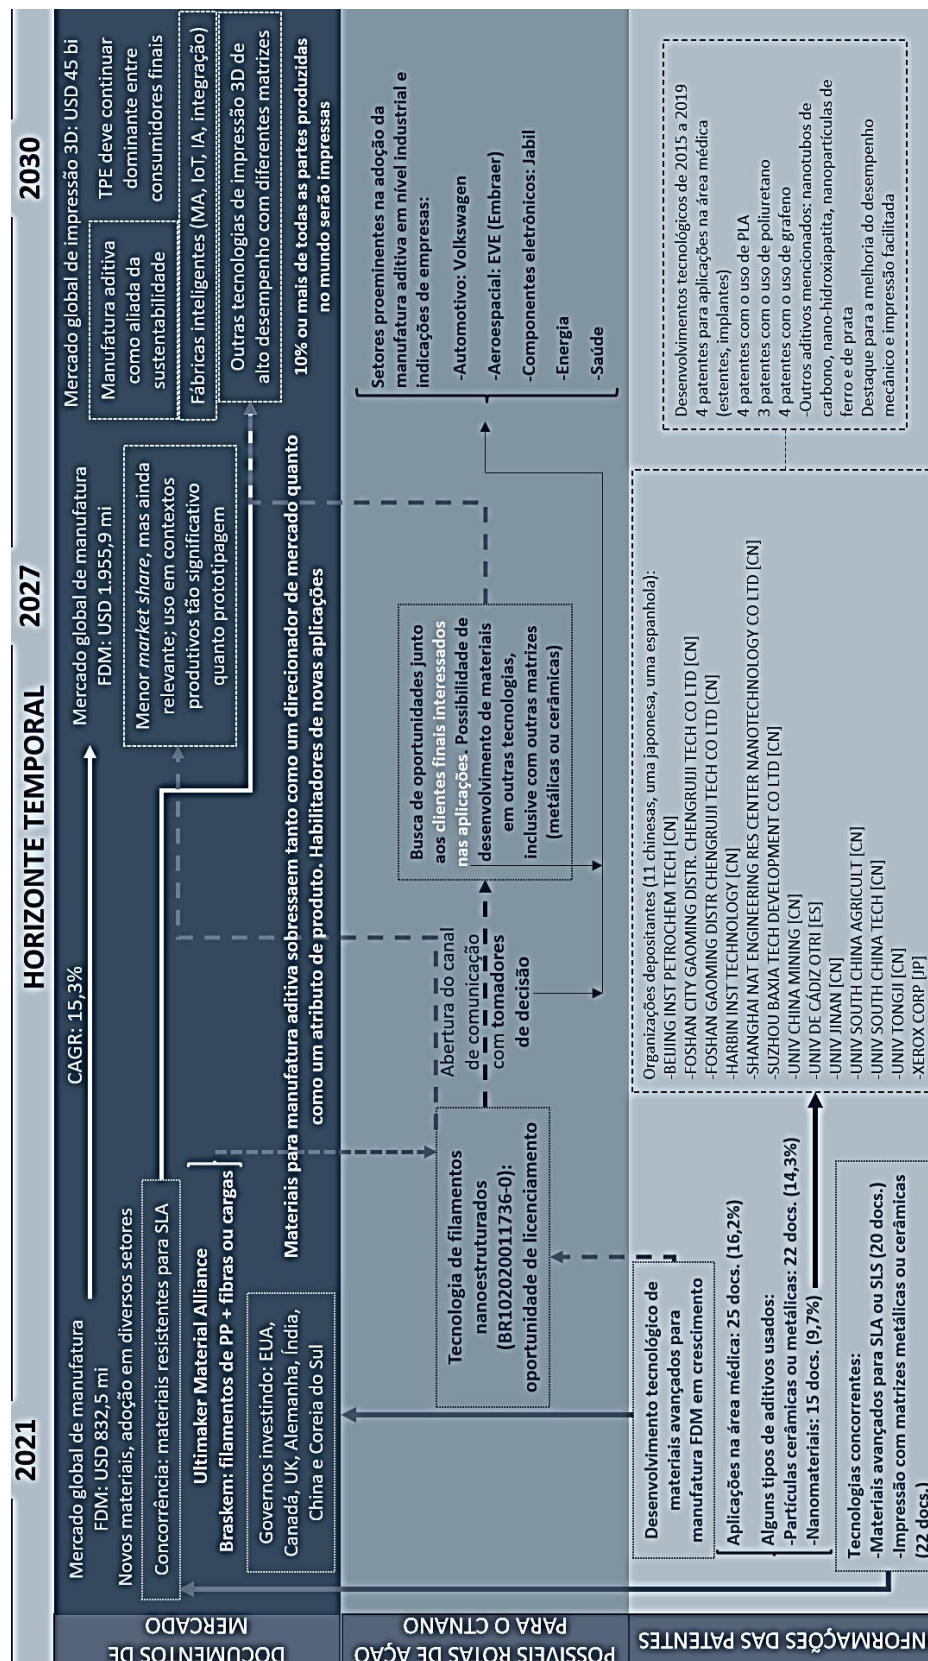 HORIZONTE TEMPORAL
2021
2027
2030
DOCUMENTOS DE
MERCADO
Mercado global de manufatura
FDM: USD 832,5 mi
CAGR: 15,3%
Mercado global de manufatura
FDM: USD 1.955,9 mi
Mercado global de impressão 3D: USD 45 bi
Novos materiais, adoção em diversos setores
Concorrência: materiais resistentes para SLA
Ultimaker Material Alliance
Braskem: filamentos de PP + fibras ou cargas
Governos investindo: EUA,
Canadá, UK, Alemanha, Índia,
China e Coreia do Sul
Menor market share, mas ainda
relevante; uso em contextos
produtivos tão significativo
quanto prototipagem
Manufatura aditiva
como aliada da
sustentabilidade
TPE deve continuar
dominante entre
consumidores finais
Fábricas inteligentes (MA, IoT, IA, integração)
Outras tecnologias de impressão 3D de
alto desempenho com diferentes matrizes
10% ou mais de todas as partes produzidas
no mundo serão impressas
Materiais para manufatura aditiva sobressaem tanto como um direcionador de mercado quanto
como um atributo de produto. Habilitadores de novas aplicações
POSSÍVEIS ROTAS DE AÇÃO
PARA O CTNANO
Tecnologia de filamentos
nanoestruturados
(BR1020200011736-0):
oportunidade de licenciamento
Abertura do canal
de comunicação
com tomadores
de decisão
Busca de oportunidades junto
aos clientes finais interessados
nas aplicações. Possibilidade de
desenvolvimento de materiais
em outras tecnologias,
inclusive com outras matrizes
(metálicas ou cerâmicas)
Setores proeminentes na adoção da
manufatura aditiva em nível industrial e
indicações de empresas:
-Automotivo: Volkswagen
-Aeroespacial: EVE (Embraer)
-Componentes eletrônicos: Jabil
-Energia
-Saúde
INFORMAÇÕES DAS PATENTES
Desenvolvimento tecnológico de
materiais avançados para
manufatura FDM em crescimento
Aplicações na área médica: 25 docs. (16,2%)
Alguns tipos de aditivos usados:
-Partículas cerâmicas ou metálicas: 22 docs. (14,3%)
-Nanomateriais: 15 docs. (9,7%)
Tecnologias concorrentes:
-Materiais avançados para SLA ou SLS (20 docs.)
-Impressão com matrizes metálicas ou cerâmicas
(22 docs.)
Organizações depositantes (11 chinesas, uma japonesa, uma espanhola):
-BEIJING INST PETROCHEM TECH [CN]
-FOSHAN CITY GAOMING DISTR. CHENGRUIJI TECH CO LTD [CN]
-FOSHAN GAOMING DISTR CHENGRUIJI TECH CO LTD [CN]
-HARBIN INST TECHNOLOGY [CN]
-SHANGHAI NAT ENGINEERING RES CENTER NANOTECHNOLOGY CO LTD [CN]
-SUZHOU BAXIA TECH DEVELOPMENT CO LTD [CN]
-UNIV CHINA MINING [CN]
-UNIV DE CÁDIZ OTRI [ES]
-UNIV JINAN [CN]
-UNIV SOUTH CHINA AGRICULT [CN]
-UNIV SOUTH CHINA TECH [CN]
-UNIV TONGJI [CN]
-XEROX CORP [JP]
Desenvolvimentos tecnológicos de 2015 a 2019
4 patentes para aplicações na área médica
(estentes, implantes)
4 patentes com o uso de PLA
3 patentes com o uso de poliuretano
4 patentes com o uso de grafeno
-Outros aditivos mencionados: nanotubos de
carbono, nano-hidroxiapatita, nanopartículas de
ferro e de prata
Destaque para a melhoria do desempenho
mecânico e impressão facilitada